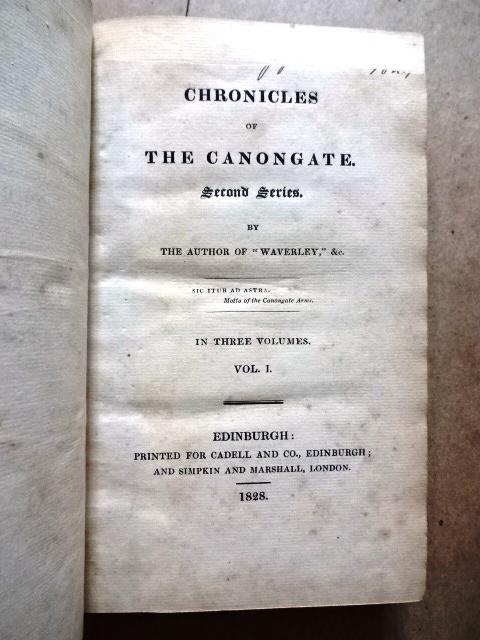 CHRONICLES
OF
THE CANONGATE.
Second Series.
BY
THE AUTHOR OF "WAVERLEY," &c.
SIC ITUR AD ASTRA.
Motto of the Canongate Arms.
IN THREE VOLUMES.
VOL. I.
EDINBURGH:
PRINTED FOR CADELL AND CO., EDINBURGH;
AND SIMPKIN AND MARSHALL, LONDON.
1828.